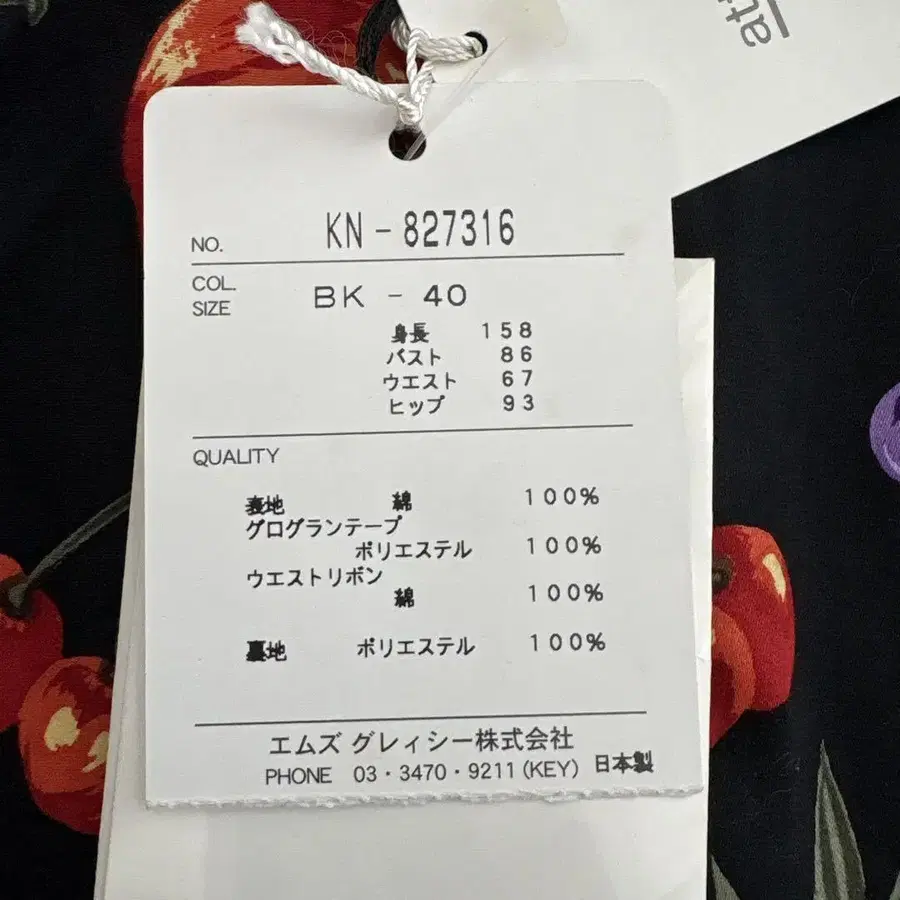 att
NO. KN-827316
COL.
SIZE BK - 40
身長 158
バスト 86
ウエスト 67
ヒップ 93
QUALITY
表地 綿 100%
グログランテープ
ポリエステル 100%
ウエストリボン
綿 100%
裏地 ポリエステル 100%
エムズ グレィシー株式会社
PHONE 03・3470・9211(KEY) 日本製